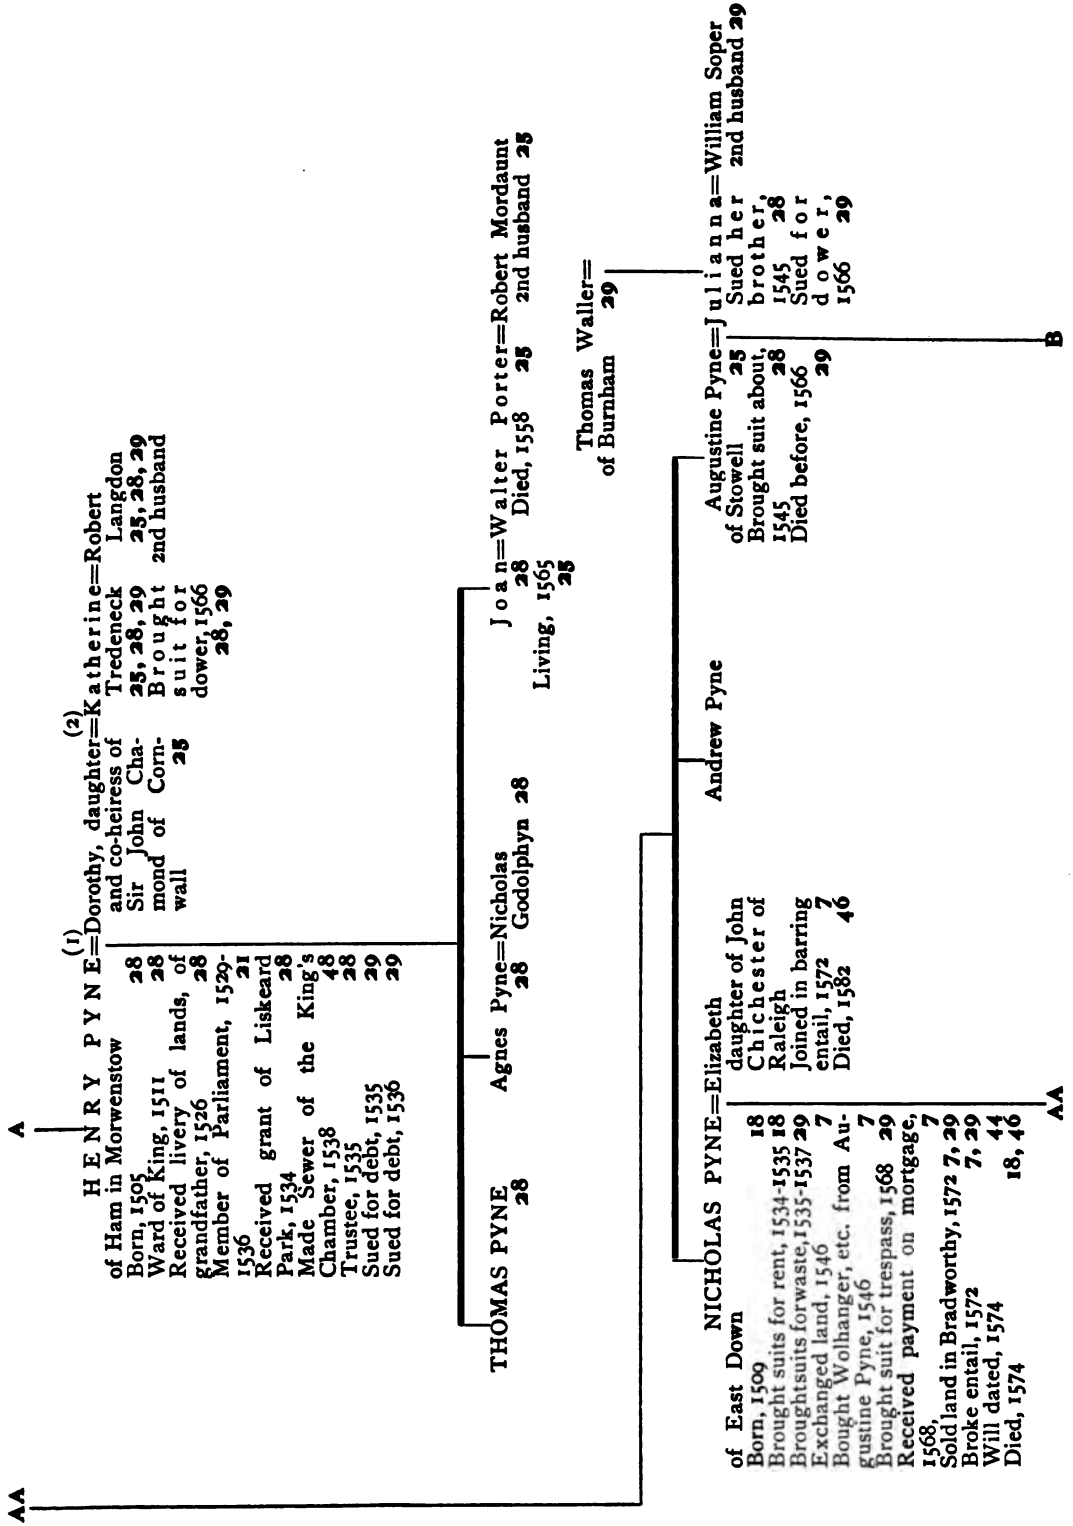 AA
A
HENRY PYNE=Dorothy, daughter=Katherine=Robert
(1)
(2)
of Ham in Morwenstow
Born, 1505 28
Ward of King, 1511 28
Received livery of lands, of
grandfather, 1526 28
Member of Parliament, 1529-
1536 21
Received grant of Liskeard
Park, 1534 28
Made Sewer of the King's
Chamber, 1538 48
Trustee, 1535 28
Sued for debt, 1535 29
Sued for debt, 1536 29
and co-heiress of
Sir John Cha-
mond of Corn-
wall 25
Tredeneck
25, 28, 29
Brought
suit for
dower, 1566
28, 29
Langdon
25, 28, 29
2nd husband
THOMAS PYNE
28
Agnes Pyne=Nicholas
28 Godolphyn 28
Joan=Walter Porter=Robert Mordaunt
28
Living, 1565
25
Died, 1558 25
2nd husband 25
Thomas Waller=
of Burnham 29
NICHOLAS PYNE=Elizabeth
of East Down
Born, 1509 18
Brought suits for rent, 1534-1535 18
Brought suits for waste, 1535-1537 29
Exchanged land, 1546 7
Bought Wolhanger, etc. from Au-
gustine Pyne, 1546 7
Brought suit for trespass, 1568 29
Received payment on mortgage,
1568, 7
Sold land in Bradworthy, 1572 7, 29
Broke entail, 1572 7, 29
Will dated, 1574 44
Died, 1574 18, 46
daughter of John
Chichester of
Raleigh
Joined in barring
entail, 1572 7
Died, 1582 46
Andrew Pyne
Augustine Pyne=Julianna=William Soper
of Stowell 25
Brought suit about,
1545 28
Died before, 1566
29
Sued her
brother,
1545 28
Sued for
dower,
1566 29
2nd husband 29
AA
B